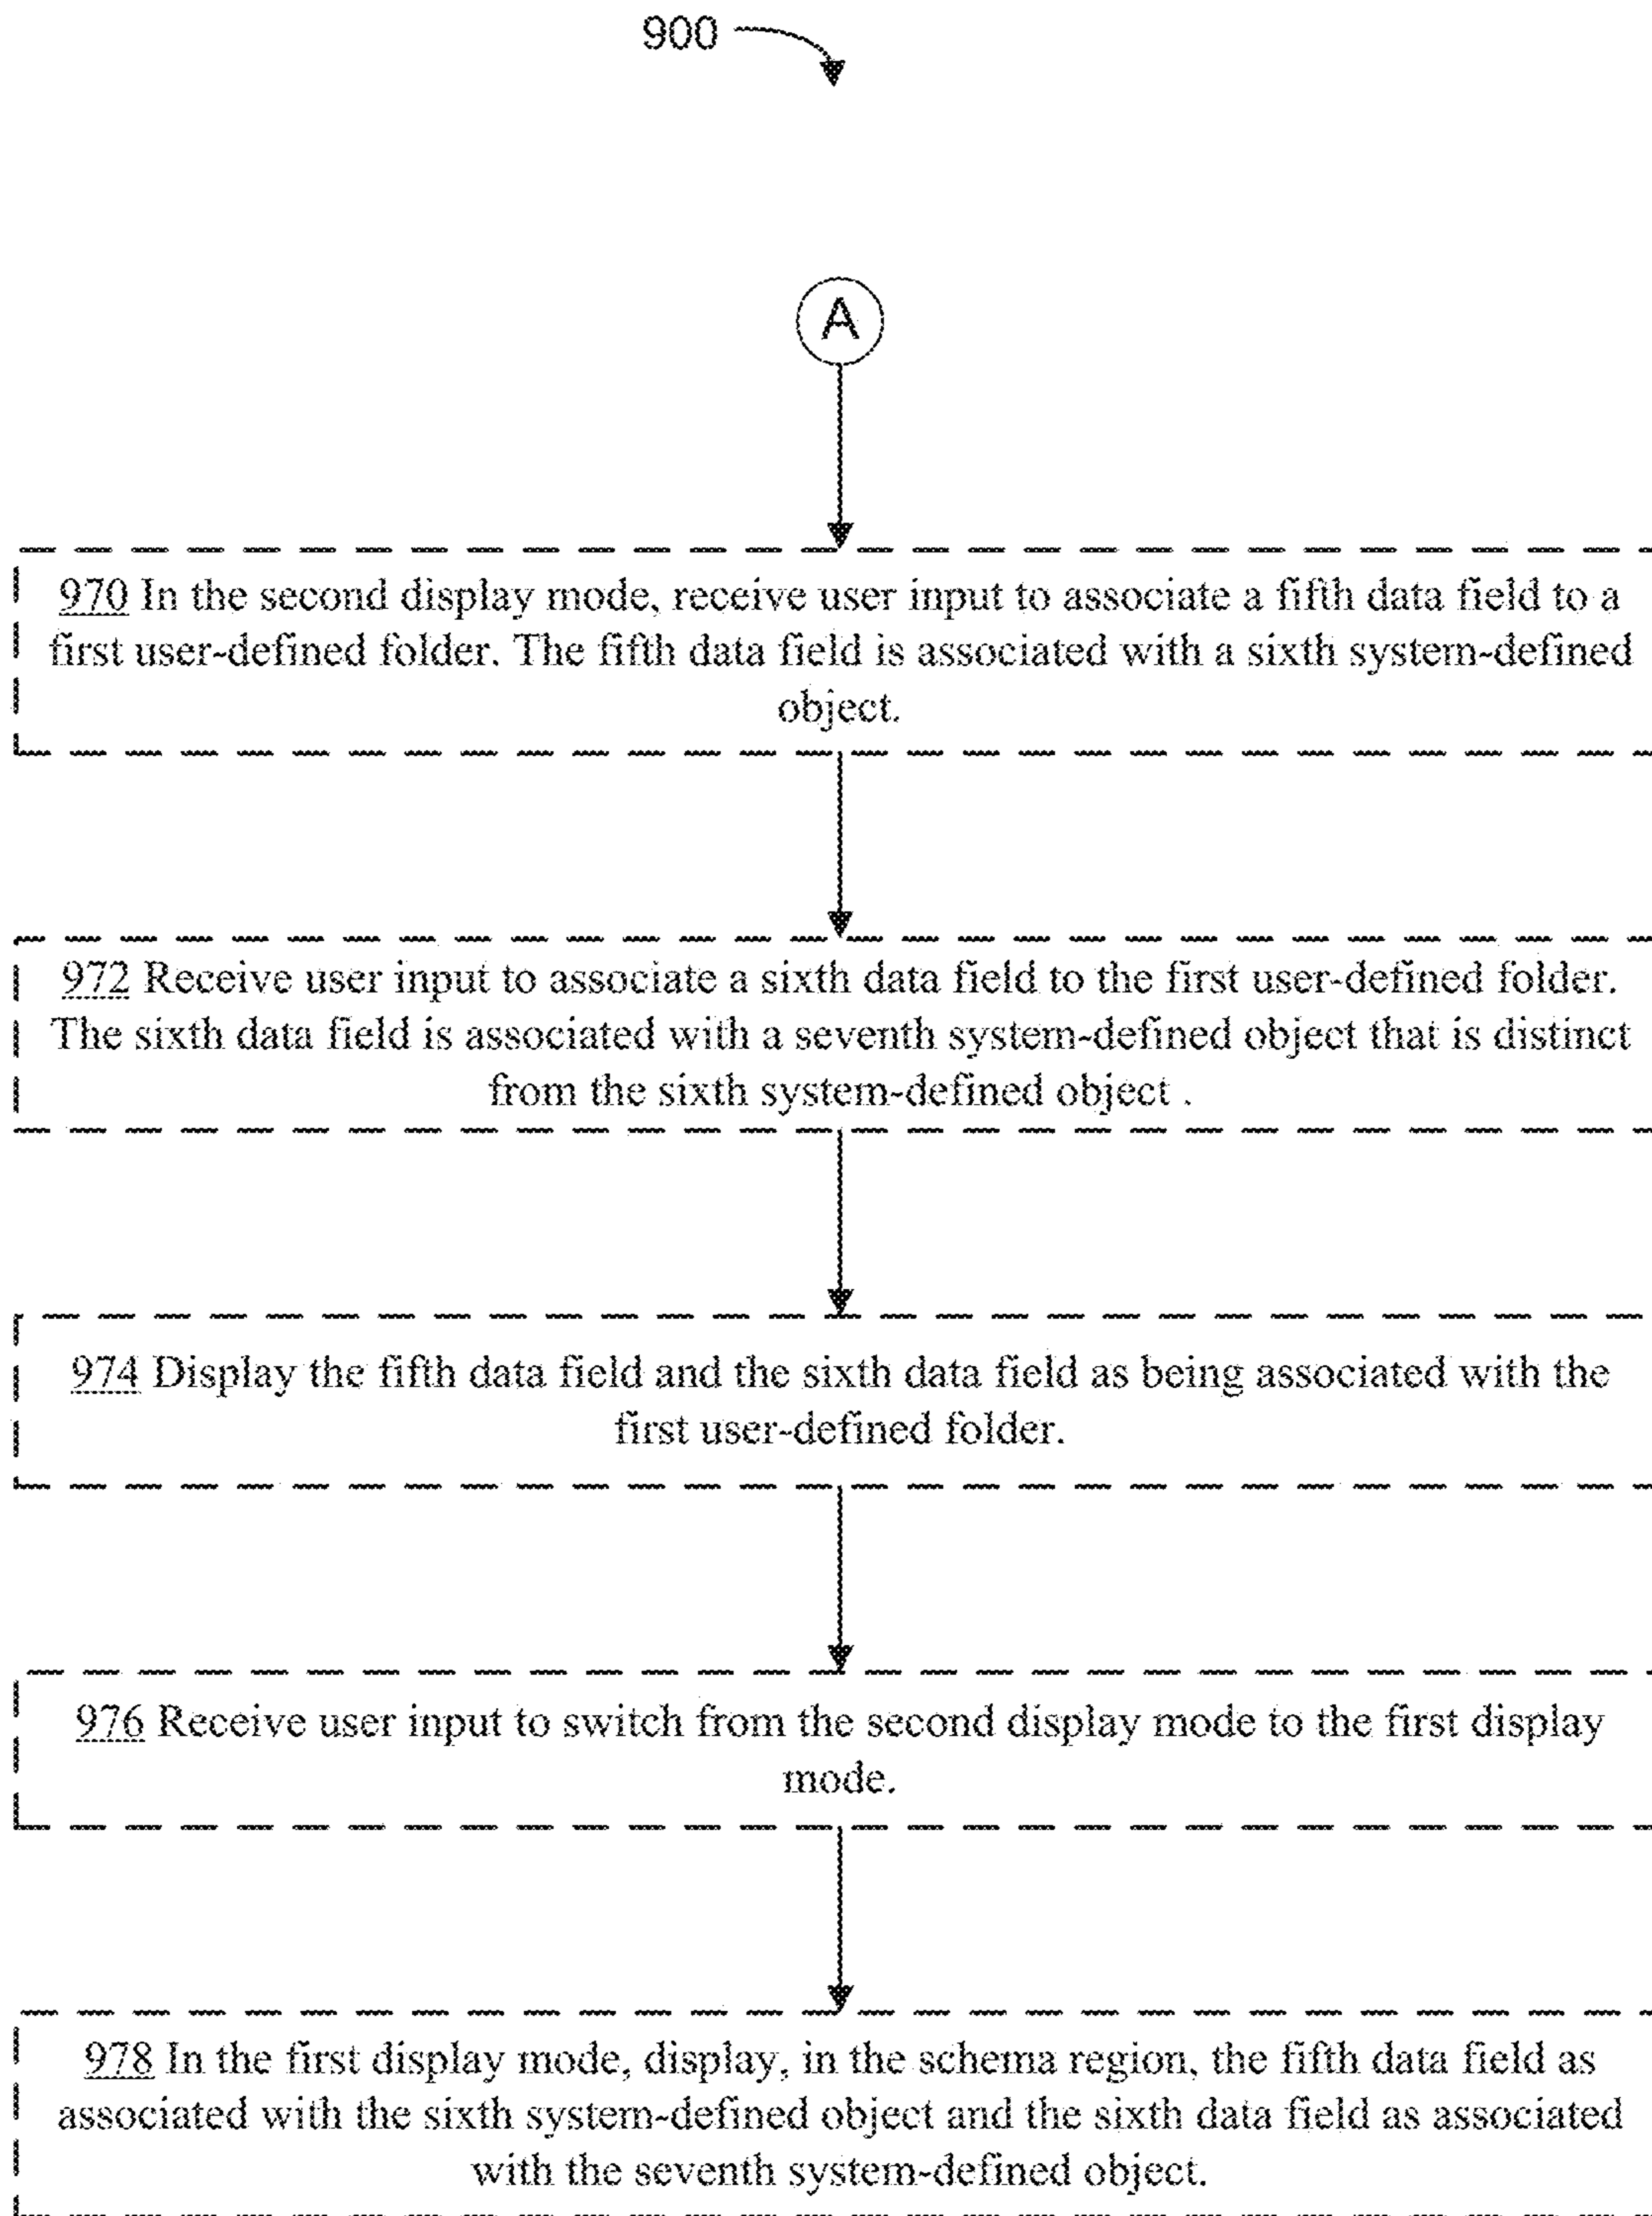 900
A
970 In the second display mode, receive user input to associate a fifth data field to a
first user-defined folder. The fifth data field is associated with a sixth system-defined
object.
972 Receive user input to associate a sixth data field to the first user-defined folder.
The sixth data field is associated with a seventh system-defined object that is distinct
from the sixth system-defined object .
974 Display the fifth data field and the sixth data field as being associated with the
first user-defined folder.
976 Receive user input to switch from the second display mode to the first display
mode.
978 In the first display mode, display, in the schema region, the fifth data field as
associated with the sixth system-defined object and the sixth data field as associated
with the seventh system-defined object.